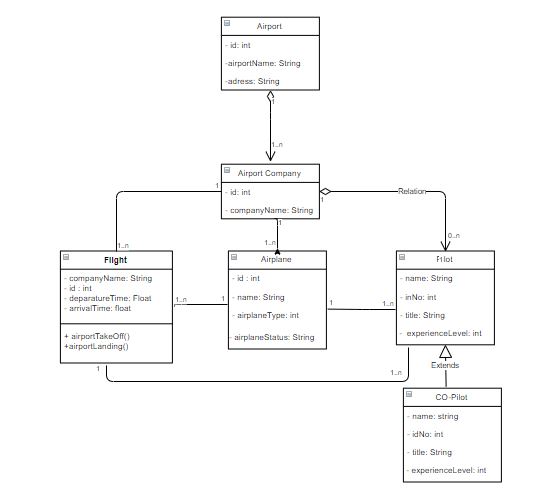 Airport
- id: int
-airportName: String
-adress: String
1
1..n
Airport Company
- id: int
- companyName: String
1
1
1
Relation
1..n
1..n
0..n
Flight
- companyName: String
- id : int
- deparatureTime: Float
- arrivalTime: float
+ airportTakeOff()
+airportLanding()
1..n
1
Airplane
- id : int
- name: String
- airplaneType: int
- airplaneStatus: String
1
1..n
Pilot
- name: String
- inNo: int
- title: String
- experienceLevel: int
1
1..n
Extends
CO-Pilot
- name: string
- idNo: int
- title: String
- experienceLevel: int